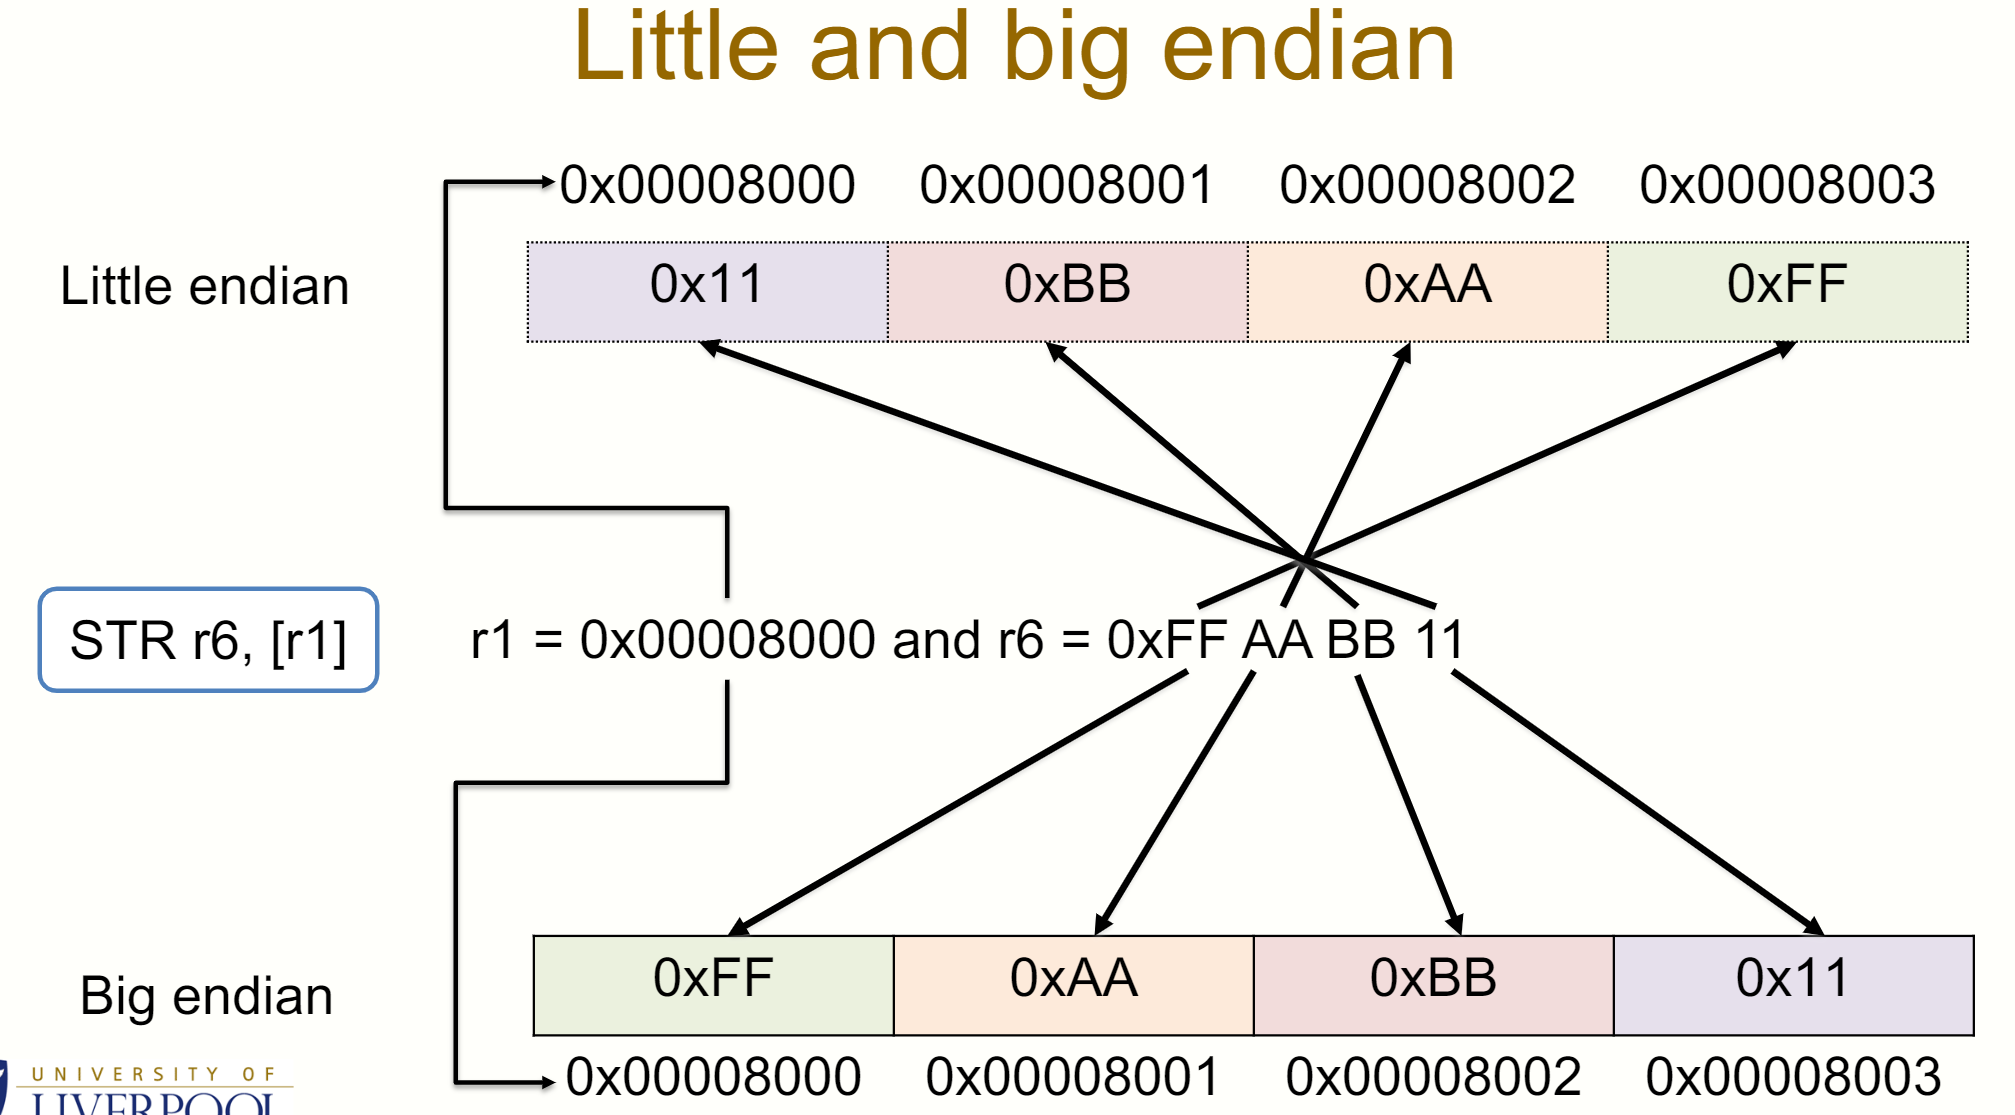 Little and big endian
0x00008000 0x00008001 0x00008002 0x00008003
Little endian 0x11 0xBB 0xAA 0xFF
STR r6, [r1] r1 = 0x00008000 and r6 = 0xFF AA BB 11
Big endian 0xFF 0xAA 0xBB 0x11
0x00008000 0x00008001 0x00008002 0x00008003
UNIVERSITY OF
LIVERPOOL